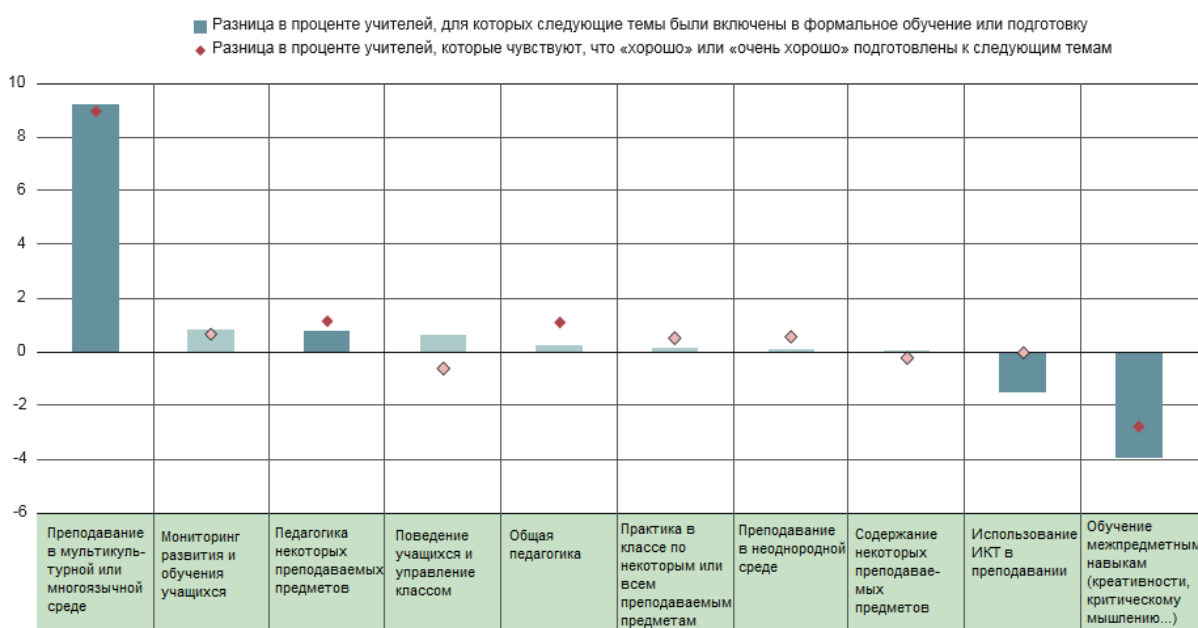 Разница в проценте учителей, для которых следующие темы были включены в формальное обучение или подготовку
Разница в проценте учителей, которые чувствуют, что «хорошо» или «очень хорошо» подготовлены к следующим темам
10
8
6
4
2
0
-2
-4
-6
Преподавание
в мультикуль-
турной или
многоязычной
среде
Мониторинг
развития и
обучения
учащихся
Педагогика
некоторых
преподаваемых
предметов
Поведение
учащихся и
управление
классом
Общая
педагогика
Практика в
классе по
некоторым или
всем
преподаваемым
предметам
Преподавание
в неоднородной
среде
Содержание
некоторых
преподавае-
мых
предметов
Использование
ИКТ в
преподавании
Обучение
межпредметным
навыкам
(креативности,
критическому
мышлению...)